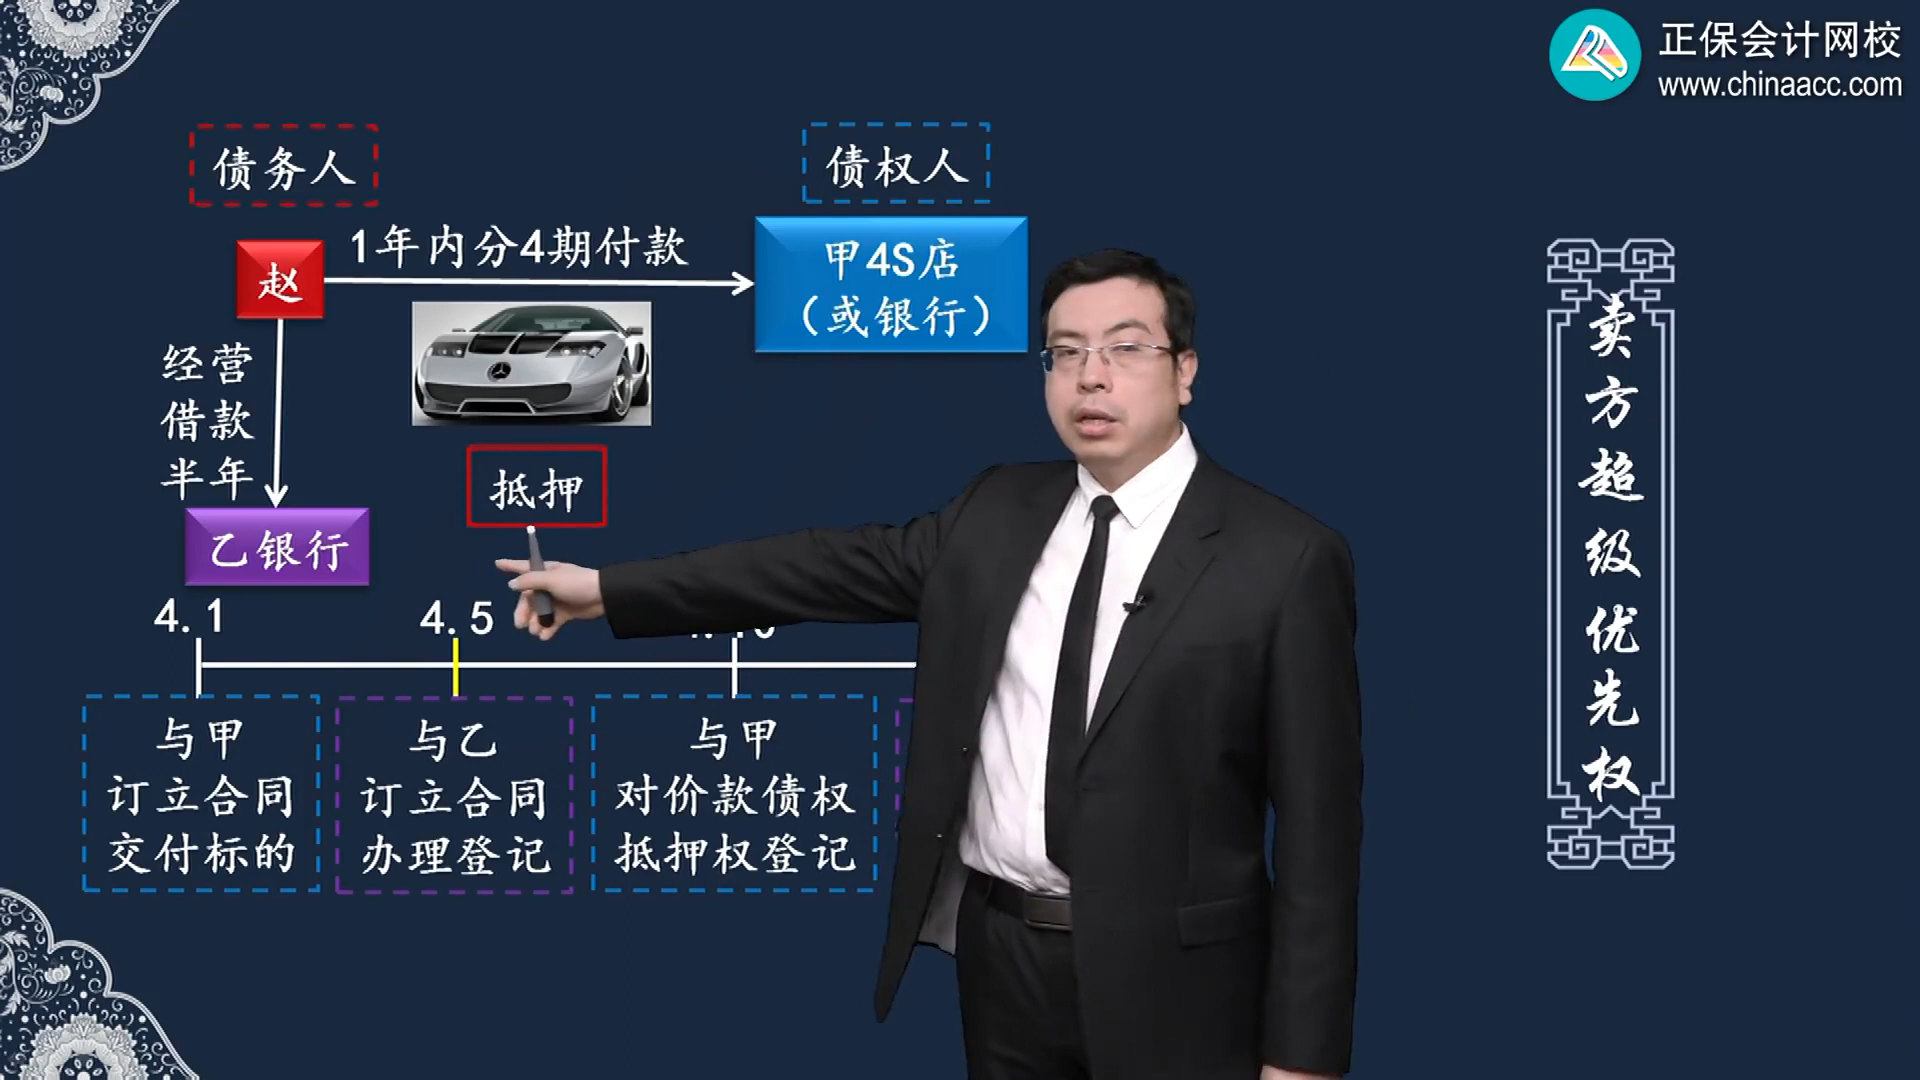 正保会计网校
www.chinaacc.com
债务人
债权人
1年内分4期付款
赵
甲4S店
（或银行）
经营
借款
半年
抵押
乙银行
4.1
4.5
与甲
订立合同
交付标的
与乙
订立合同
办理登记
与甲
对价款债权
抵押权登记
卖方超级优先权